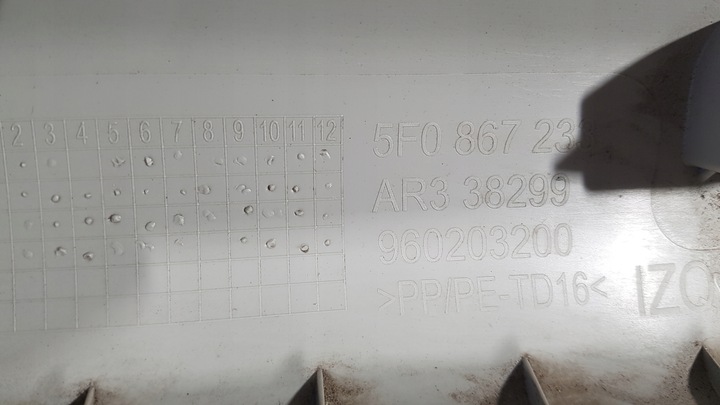 2 3 4 5 6 7 8 9 10 11 12
5F0 867 23
AR3 38299
960203200
>PP/PE-TD16<
IZQ